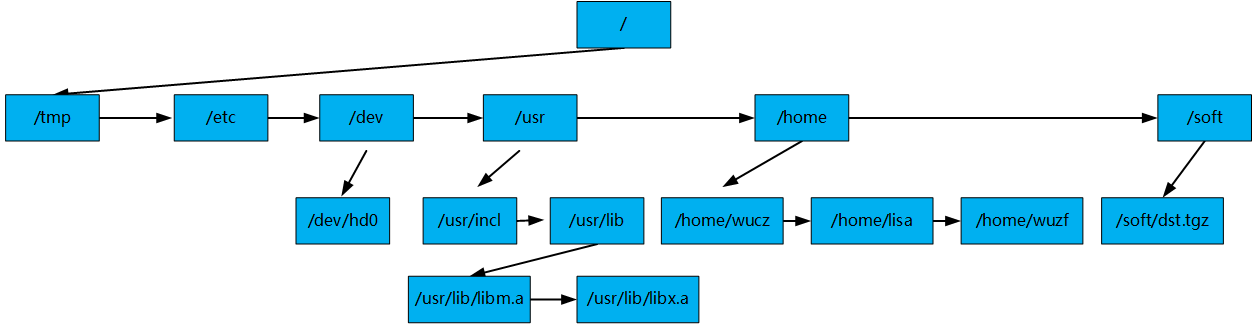 /
/tmp
/etc
/dev
/usr
/home
/soft
/dev/hd0
/usr/incl
/usr/lib
/home/wucz
/home/lisa
/home/wuzf
/soft/dst.tgz
/usr/lib/libm.a
/usr/lib/libx.a